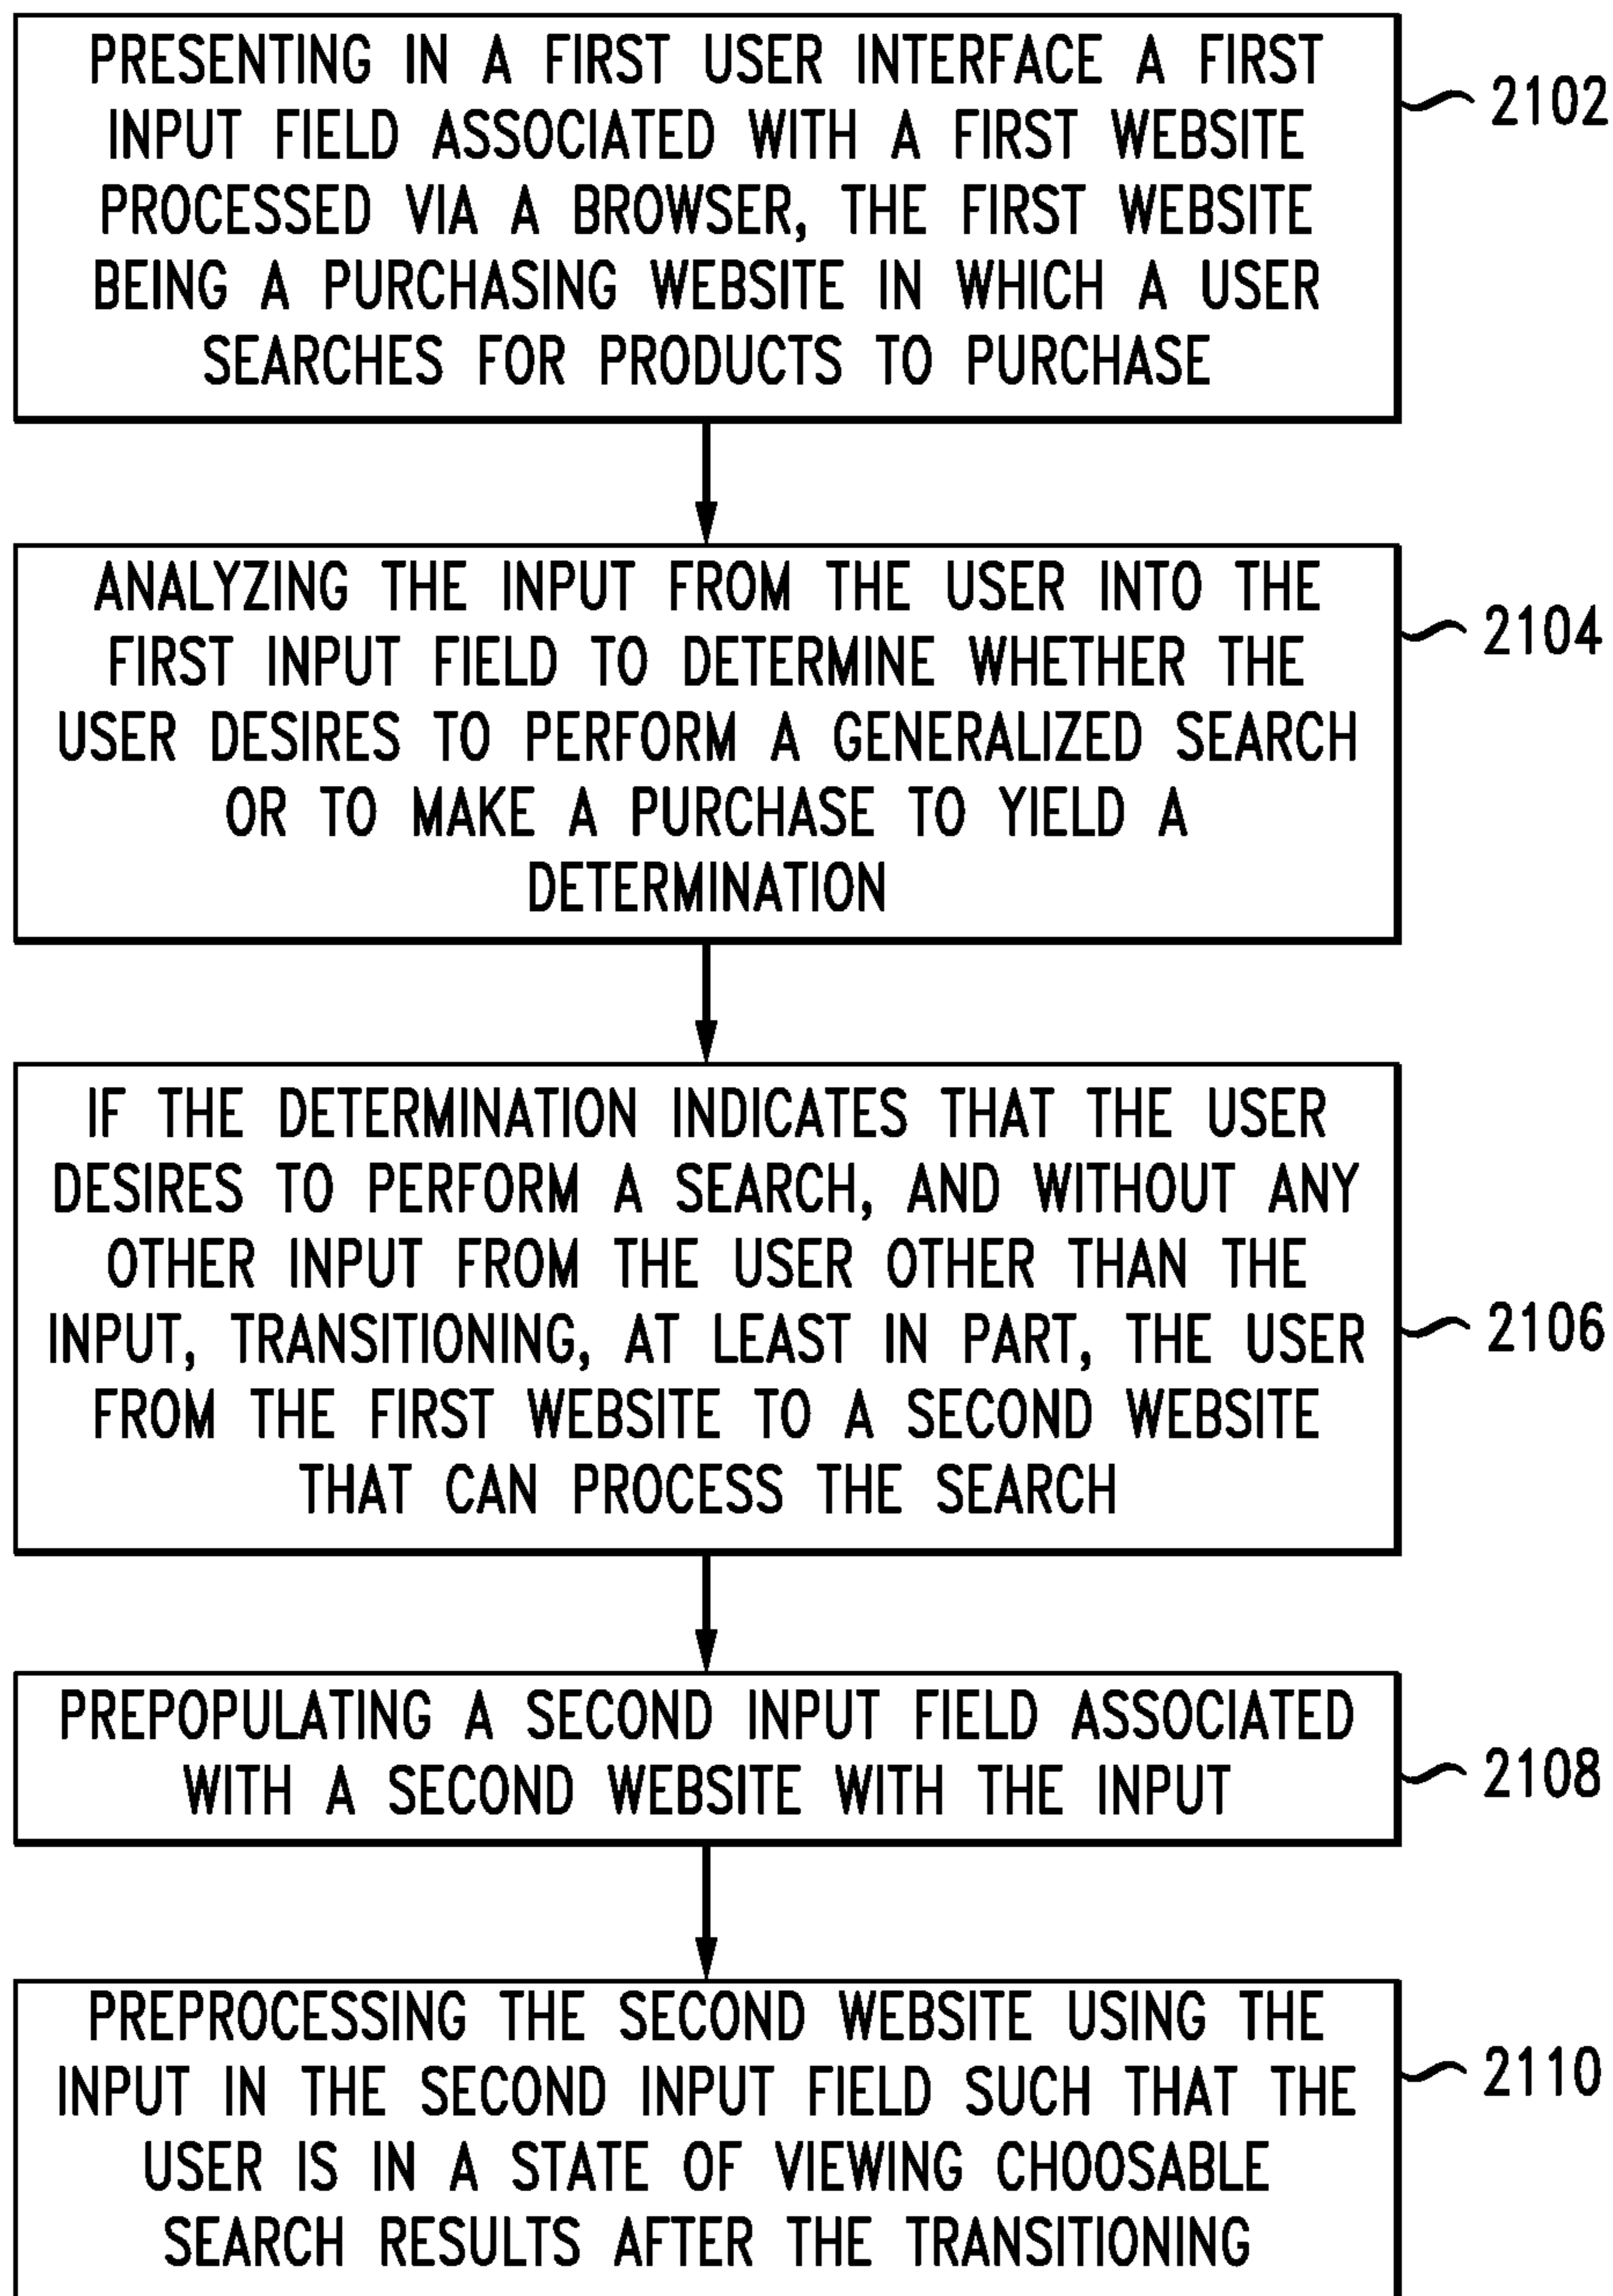 PRESENTING IN A FIRST USER INTERFACE A FIRST
INPUT FIELD ASSOCIATED WITH A FIRST WEBSITE
PROCESSED VIA A BROWSER, THE FIRST WEBSITE
BEING A PURCHASING WEBSITE IN WHICH A USER
SEARCHES FOR PRODUCTS TO PURCHASE
2102
ANALYZING THE INPUT FROM THE USER INTO THE
FIRST INPUT FIELD TO DETERMINE WHETHER THE
USER DESIRES TO PERFORM A GENERALIZED SEARCH
OR TO MAKE A PURCHASE TO YIELD A
DETERMINATION
2104
IF THE DETERMINATION INDICATES THAT THE USER
DESIRES TO PERFORM A SEARCH, AND WITHOUT ANY
OTHER INPUT FROM THE USER OTHER THAN THE
INPUT, TRANSITIONING, AT LEAST IN PART, THE USER
FROM THE FIRST WEBSITE TO A SECOND WEBSITE
THAT CAN PROCESS THE SEARCH
2106
PREPOPULATING A SECOND INPUT FIELD ASSOCIATED
WITH A SECOND WEBSITE WITH THE INPUT
2108
PREPROCESSING THE SECOND WEBSITE USING THE
INPUT IN THE SECOND INPUT FIELD SUCH THAT THE
USER IS IN A STATE OF VIEWING CHOOSABLE
SEARCH RESULTS AFTER THE TRANSITIONING
2110